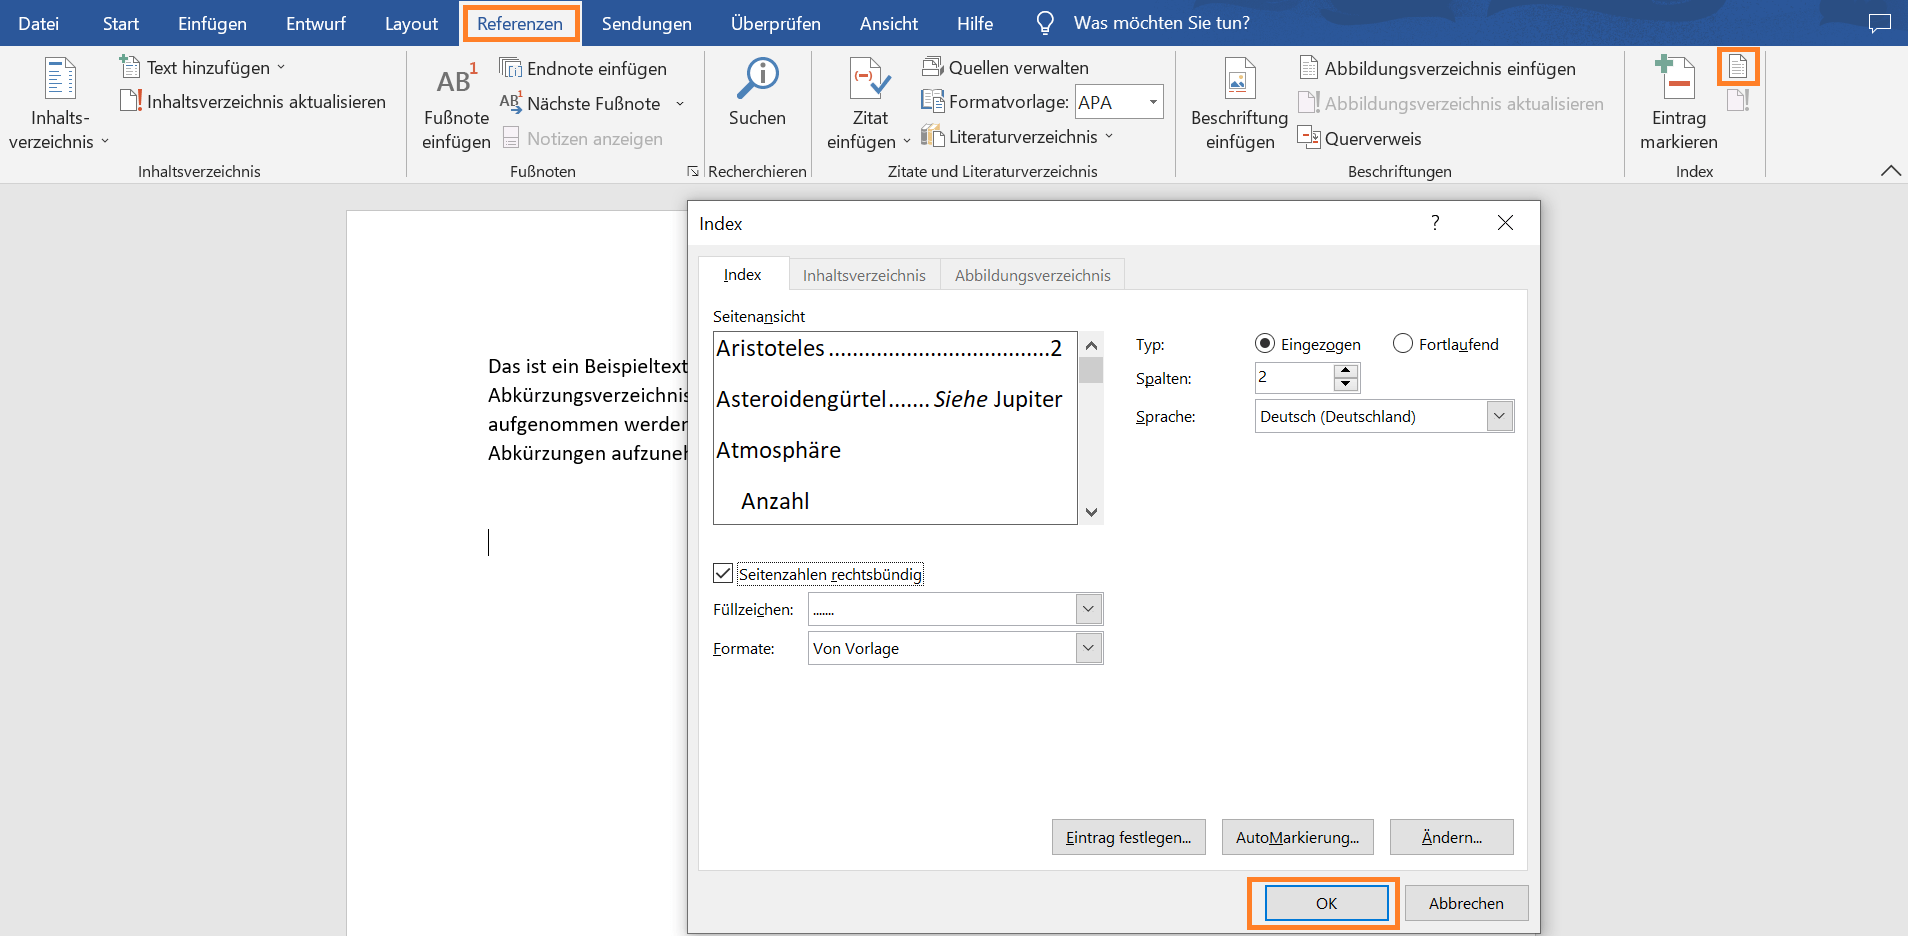 Datei Start Einfügen Entwurf Layout Referenzen Sendungen Überprüfen Ansicht Hilfe Was möchten Sie tun?
Inhalts-
verzeichnis
Text hinzufügen
Inhaltsverzeichnis aktualisieren
Inhaltsverzeichnis
AB1
Fußnote
einfügen
Endnote einfügen
AB1 Nächste Fußnote
Notizen anzeigen
Fußnoten
Suchen
Recherchieren
Zitat
einfügen
Quellen verwalten
Formatvorlage: APA
Literaturverzeichnis
Zitate und Literaturverzeichnis
Beschriftung
einfügen
Abbildungsverzeichnis einfügen
Abbildungsverzeichnis aktualisieren
Querverweis
Beschriftungen
Eintrag
markieren
Index
Das ist ein Beispieltext
Abkürzungsverzeichnis
aufgenommen werden
Abkürzungen aufzuneh
Index ?
Index Inhaltsverzeichnis Abbildungsverzeichnis
Seitenansicht
Aristoteles.....................................2
Asteroidengürtel....... Siehe Jupiter
Atmosphäre
Anzahl
Typ: Eingezogen Fortlaufend
Spalten: 2
Sprache: Deutsch (Deutschland)
Seitenzahlen rechtsbündig
Füllzeichen: .......
Formate: Von Vorlage
Eintrag festlegen... AutoMarkierung... Ändern...
OK Abbrechen